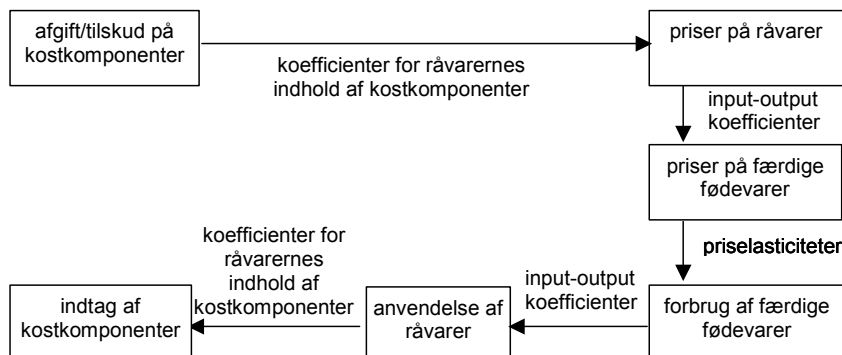 afgift/tilskud på
kostkomponenter
koefficienter for råvarernes
indhold af kostkomponenter
priser på råvarer
input-output
koefficienter
priser på færdige
fødevarer
priselasticiteter
forbrug af færdige
fødevarer
input-output
koefficienter
anvendelse af
råvarer
koefficienter for
råvarernes
indhold af
kostkomponenter
indtag af
kostkomponenter